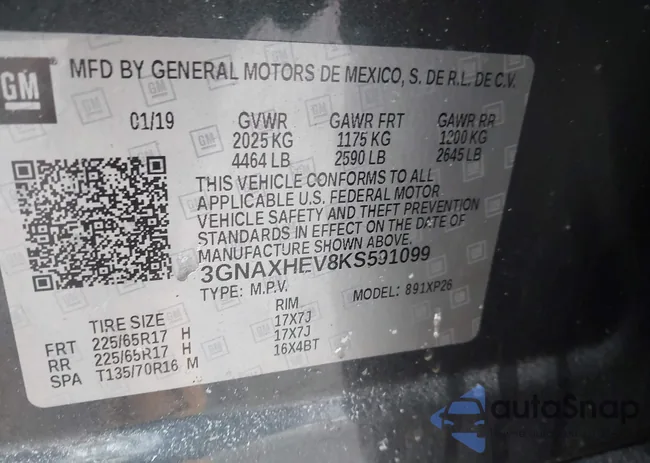 GM
MFD BY GENERAL MOTORS DE MEXICO, S. DE R.L. DE C.V.
01/19 GVWR GAWR FRT GAWR RR
2025 KG 1175 KG 1200 KG
4464 LB 2590 LB 2645 LB
THIS VEHICLE CONFORMS TO ALL
APPLICABLE U.S. FEDERAL MOTOR
VEHICLE SAFETY AND THEFT PREVENTION
STANDARDS IN EFFECT ON THE DATE OF
MANUFACTURE SHOWN ABOVE.
3GNAXHEV8KS591099
TYPE: M.P.V. MODEL: 891XP26
TIRE SIZE RIM
FRT 225/65R17 H 17X7J
RR 225/65R17 H 17X7J
SPA T135/70R16 M 16X4BT
autoSnap